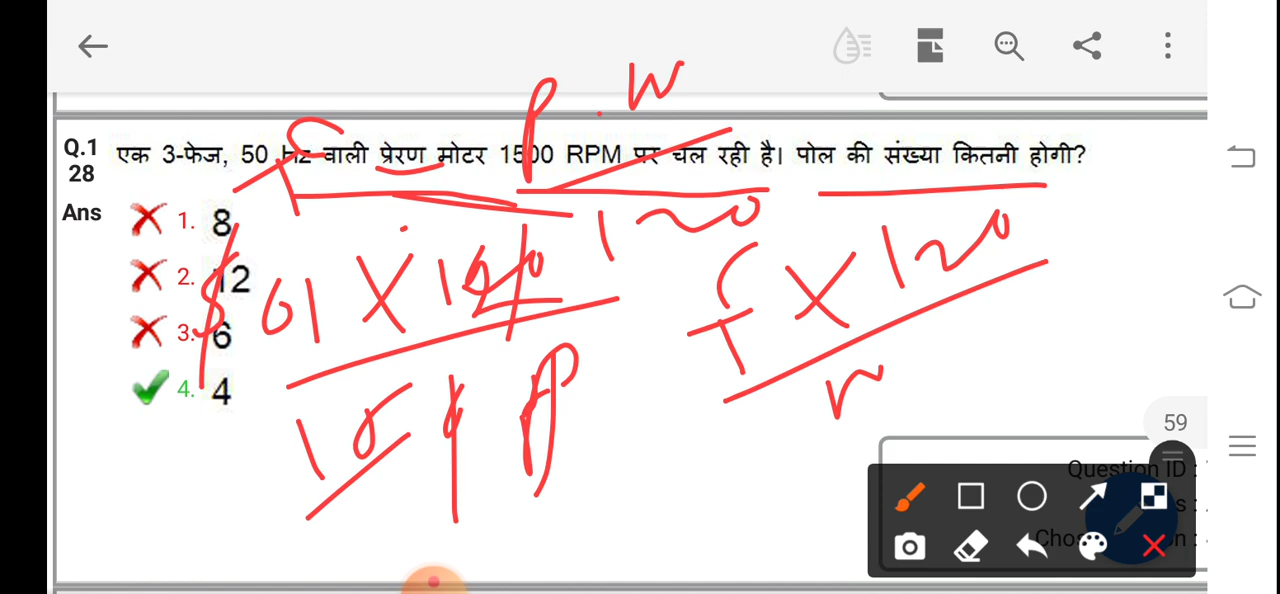 Q.1 एक 3-फेज, 50 Hz वाली प्रेरण मोटर 1500 RPM पर चल रही है। पोल की संख्या कितनी होगी?
28
Ans
1. 8
2. 12
3. 6
4. 4
P.N
120
f X 120
n
59
Question ID :
s :
Cho n :